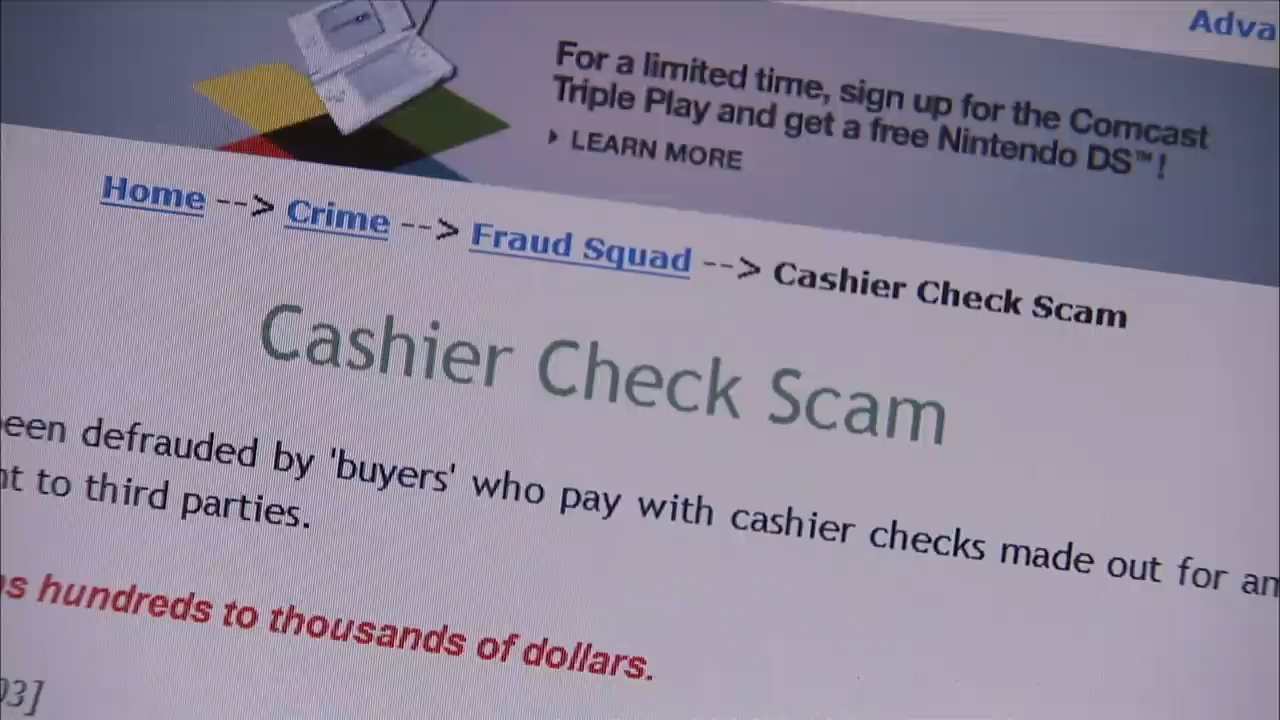 Adva
For a limited time, sign up for the Comcast
Triple Play and get a free Nintendo DS™!
LEARN MORE
Home --> Crime --> Fraud Squad --> Cashier Check Scam
Cashier Check Scam
een defrauded by 'buyers' who pay with cashier checks made out for an
nt to third parties.
s hundreds to thousands of dollars.
03]